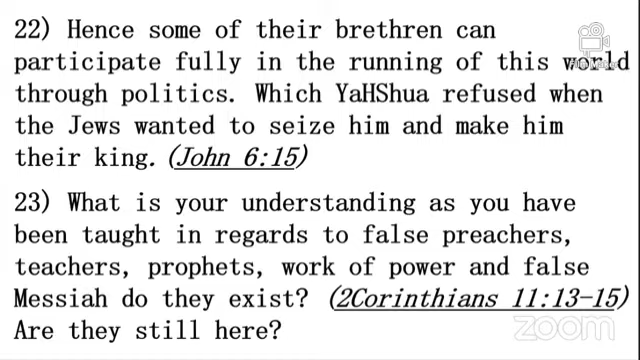 22) Hence some of their brethren can
participate fully in the running of this world
through politics. Which YaHShua refused when
the Jews wanted to seize him and make him
their king. (John 6:15)
23) What is your understanding as you have
been taught in regards to false preachers,
teachers, prophets, work of power and false
Messiah do they exist? (2Corinthians 11:13-15)
Are they still here?
zoom